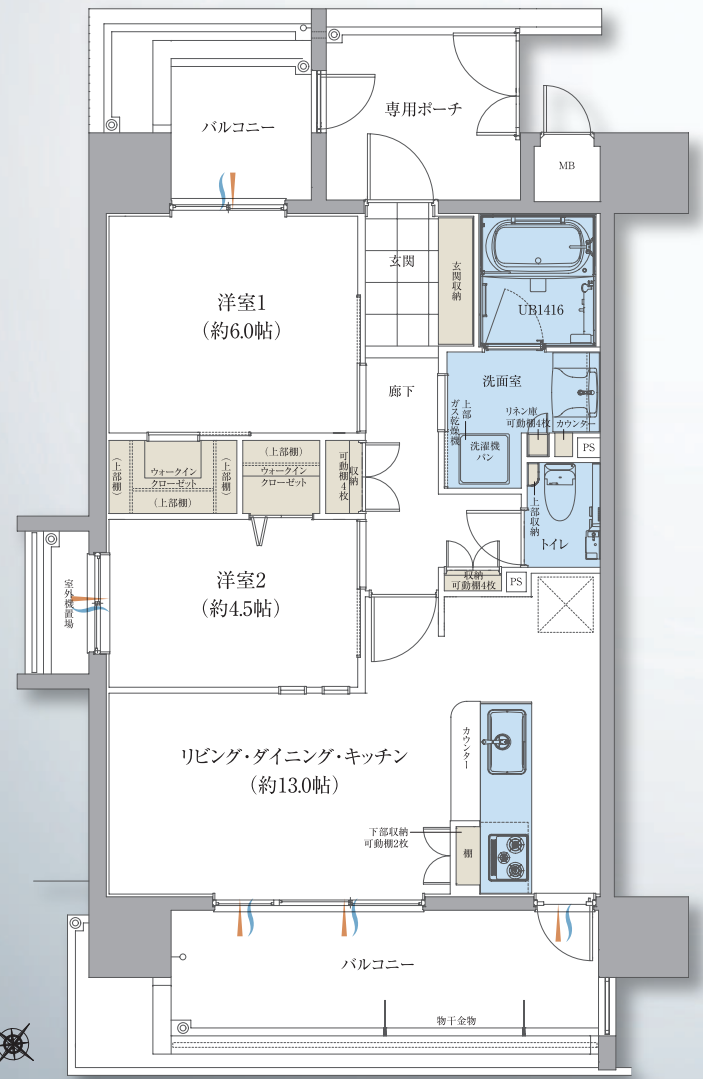 専用ポーチ
バルコニー
MB
玄関
玄関収納
UB1416
洋室1
(約6.0帖)
廊下
洗面室
上部
ガス乾燥機
洗濯機
パン
リネン庫
可動棚4枚
カウンター
PS
(上部棚)
ウォークイン
クローゼット
(上部棚)
(上部棚)
(上部棚)
ウォークイン
クローゼット
収納
可動棚4枚
上部収納
トイレ
洋室2
(約4.5帖)
室外機置場
収納
可動棚4枚
PS
リビング・ダイニング・キッチン
(約13.0帖)
カウンター
下部収納
可動棚2枚
棚
バルコニー
物干金物